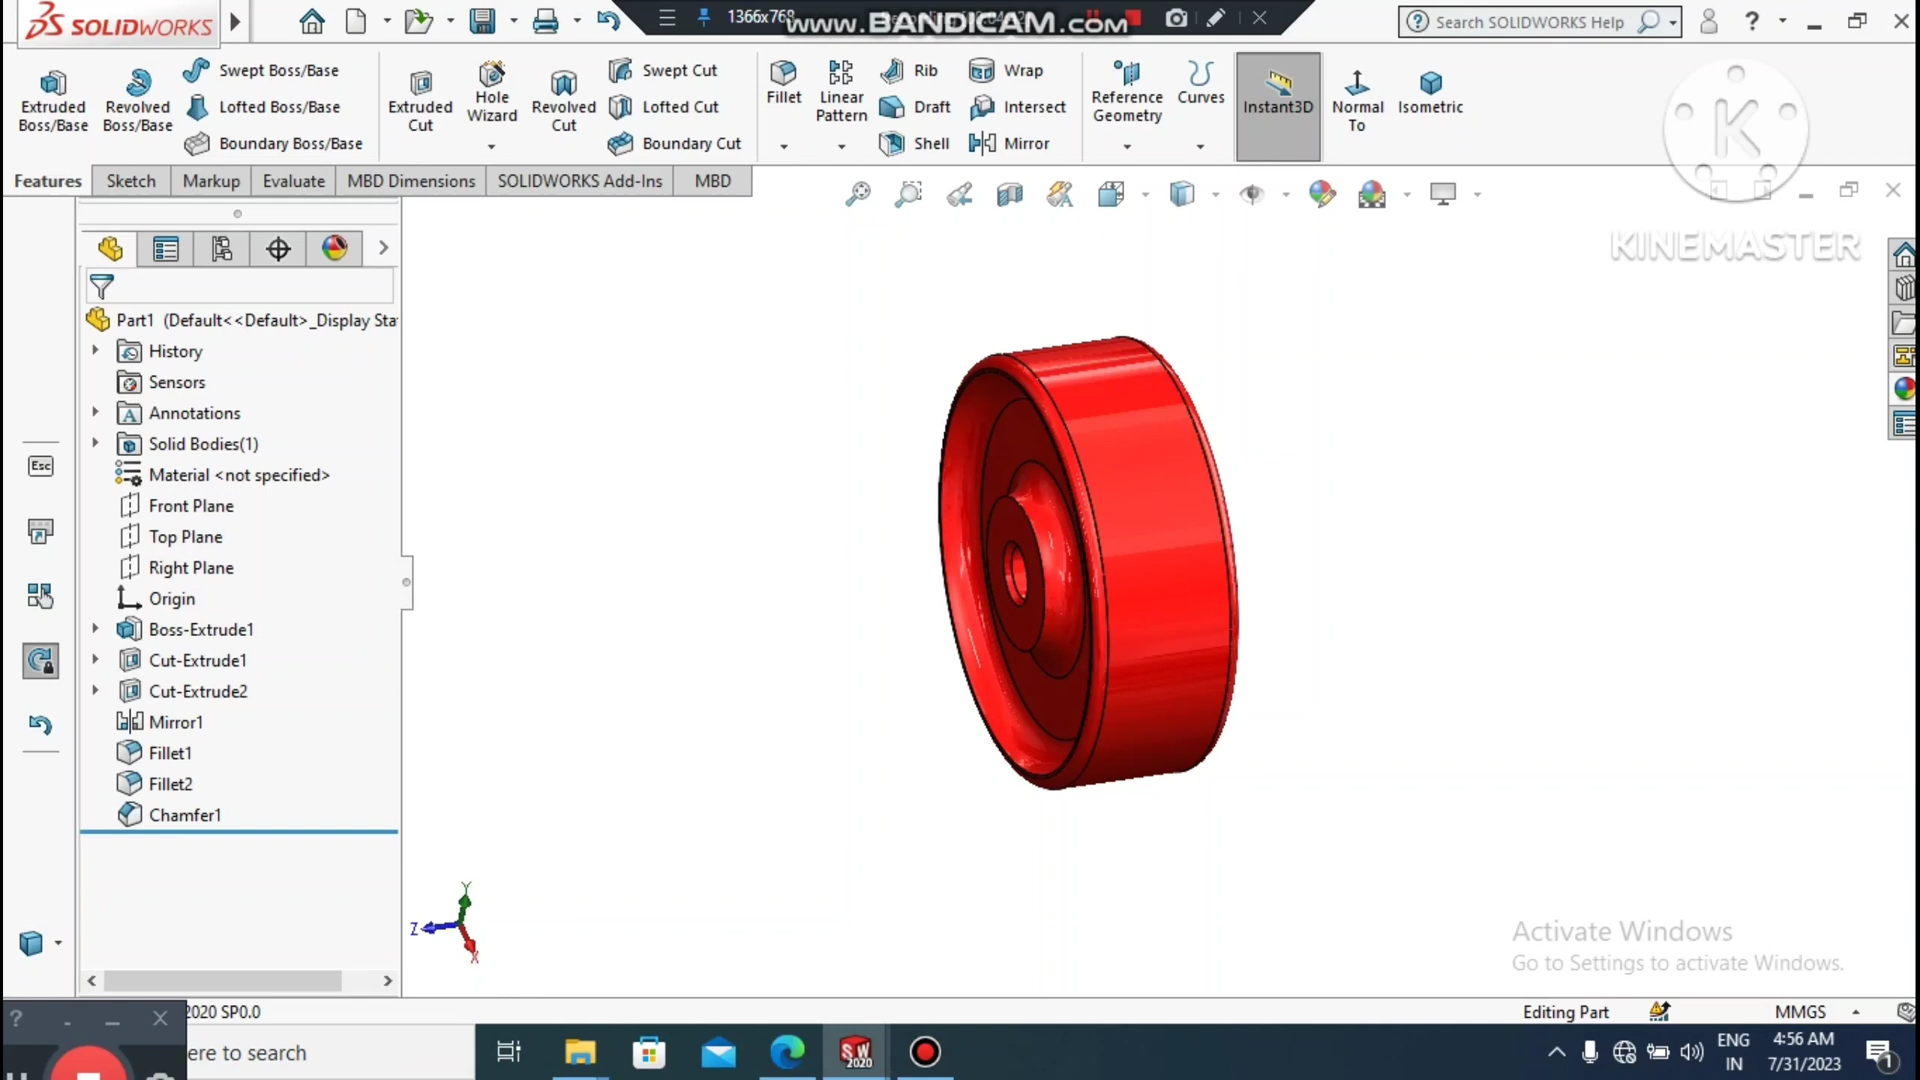 SOLIDWORKS
1366x768
www.BANDICAM.com
Search SOLIDWORKS Help
Extruded Boss/Base
Revolved Boss/Base
Swept Boss/Base
Lofted Boss/Base
Boundary Boss/Base
Extruded Cut
Hole Wizard
Revolved Cut
Swept Cut
Lofted Cut
Boundary Cut
Fillet
Linear Pattern
Rib
Draft
Shell
Wrap
Intersect
Mirror
Reference Geometry
Curves
Instant3D
Normal To
Isometric
K
KINEMASTER
Features
Sketch
Markup
Evaluate
MBD Dimensions
SOLIDWORKS Add-Ins
MBD
Part1 (Default<<Default>_Display Sta
History
Sensors
Annotations
Solid Bodies(1)
Material <not specified>
Front Plane
Top Plane
Right Plane
Origin
Boss-Extrude1
Cut-Extrude1
Cut-Extrude2
Mirror1
Fillet1
Fillet2
Chamfer1
Esc
Y
Z
X
Activate Windows
Go to Settings to activate Windows.
2020 SP0.0
Editing Part
MMGS
ere to search
SW
2020
ENG
IN
4:56 AM
7/31/2023
1